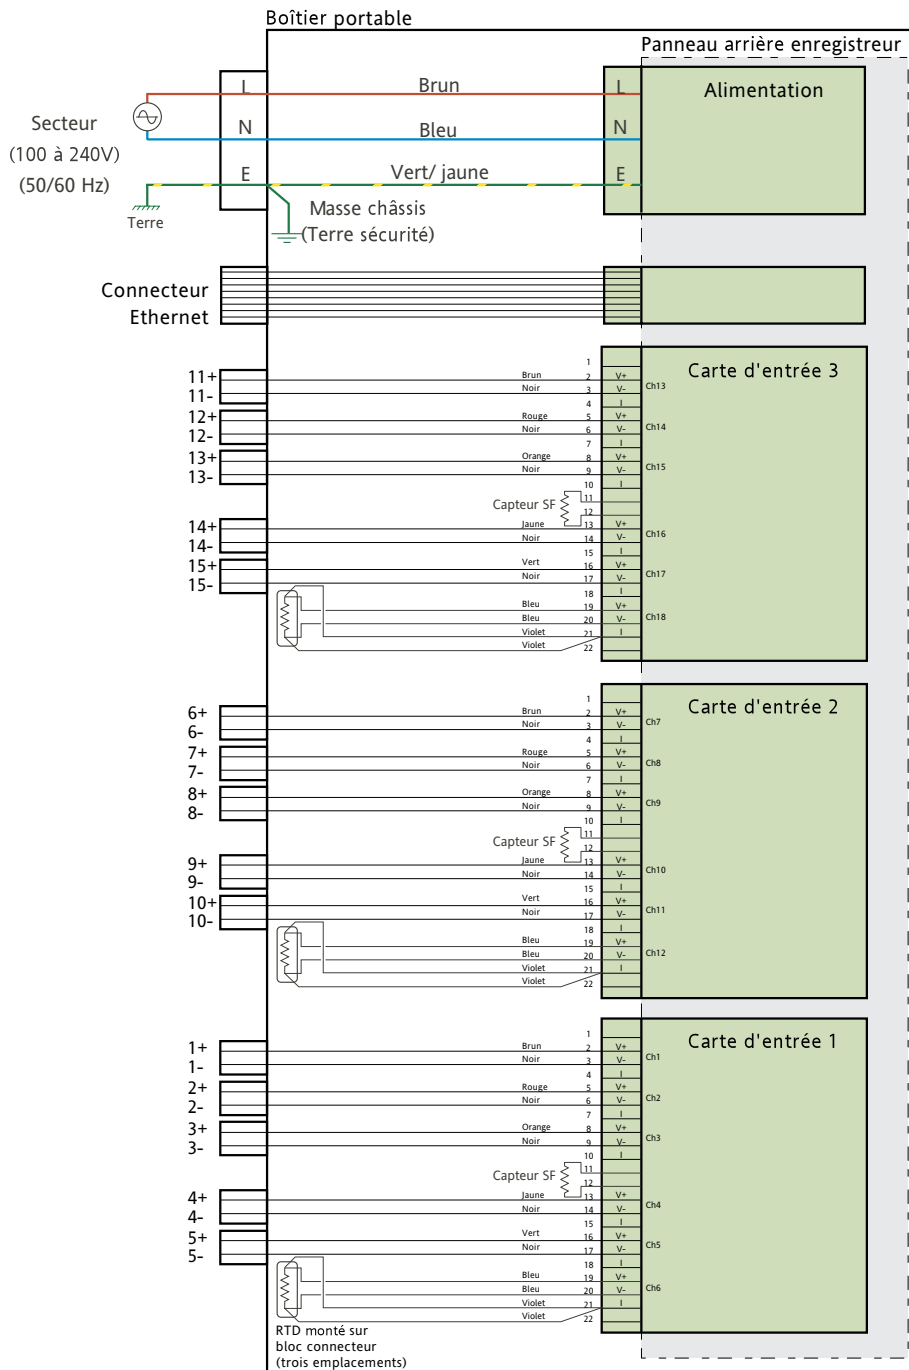 Boîtier portable
Panneau arrière enregistreur
L Brun L Alimentation
Secteur
(100 à 240V)
(50/60 Hz)
N Bleu N
E Vert/ jaune E
Terre
Masse châssis
(Terre sécurité)
Connecteur
Ethernet
Carte d'entrée 3
1
11+ Brun 2 V+
11- Noir 3 V- Ch13
4 I
12+ Rouge 5 V+
12- Noir 6 V- Ch14
7 I
13+ Orange 8 V+
13- Noir 9 V- Ch15
10 I
Capteur SF 11
12
14+ Jaune 13 V+
14- Noir 14 V- Ch16
15 I
15+ Vert 16 V+
15- Noir 17 V- Ch17
18 I
Bleu 19 V+
Bleu 20 V- Ch18
Violet 21 I
Violet 22
Carte d'entrée 2
1
6+ Brun 2 V+
6- Noir 3 V- Ch7
4 I
7+ Rouge 5 V+
7- Noir 6 V- Ch8
7 I
8+ Orange 8 V+
8- Noir 9 V- Ch9
10 I
Capteur SF 11
12
9+ Jaune 13 V+
9- Noir 14 V- Ch10
15 I
10+ Vert 16 V+
10- Noir 17 V- Ch11
18 I
Bleu 19 V+
Bleu 20 V- Ch12
Violet 21 I
Violet 22
Carte d'entrée 1
1
1+ Brun 2 V+
1- Noir 3 V- Ch1
4 I
2+ Rouge 5 V+
2- Noir 6 V- Ch2
7 I
3+ Orange 8 V+
3- Noir 9 V- Ch3
10 I
Capteur SF 11
12
4+ Jaune 13 V+
4- Noir 14 V- Ch4
15 I
5+ Vert 16 V+
5- Noir 17 V- Ch5
18 I
Bleu 19 V+
Bleu 20 V- Ch6
Violet 21 I
Violet 22
RTD monté sur
bloc connecteur
(trois emplacements)